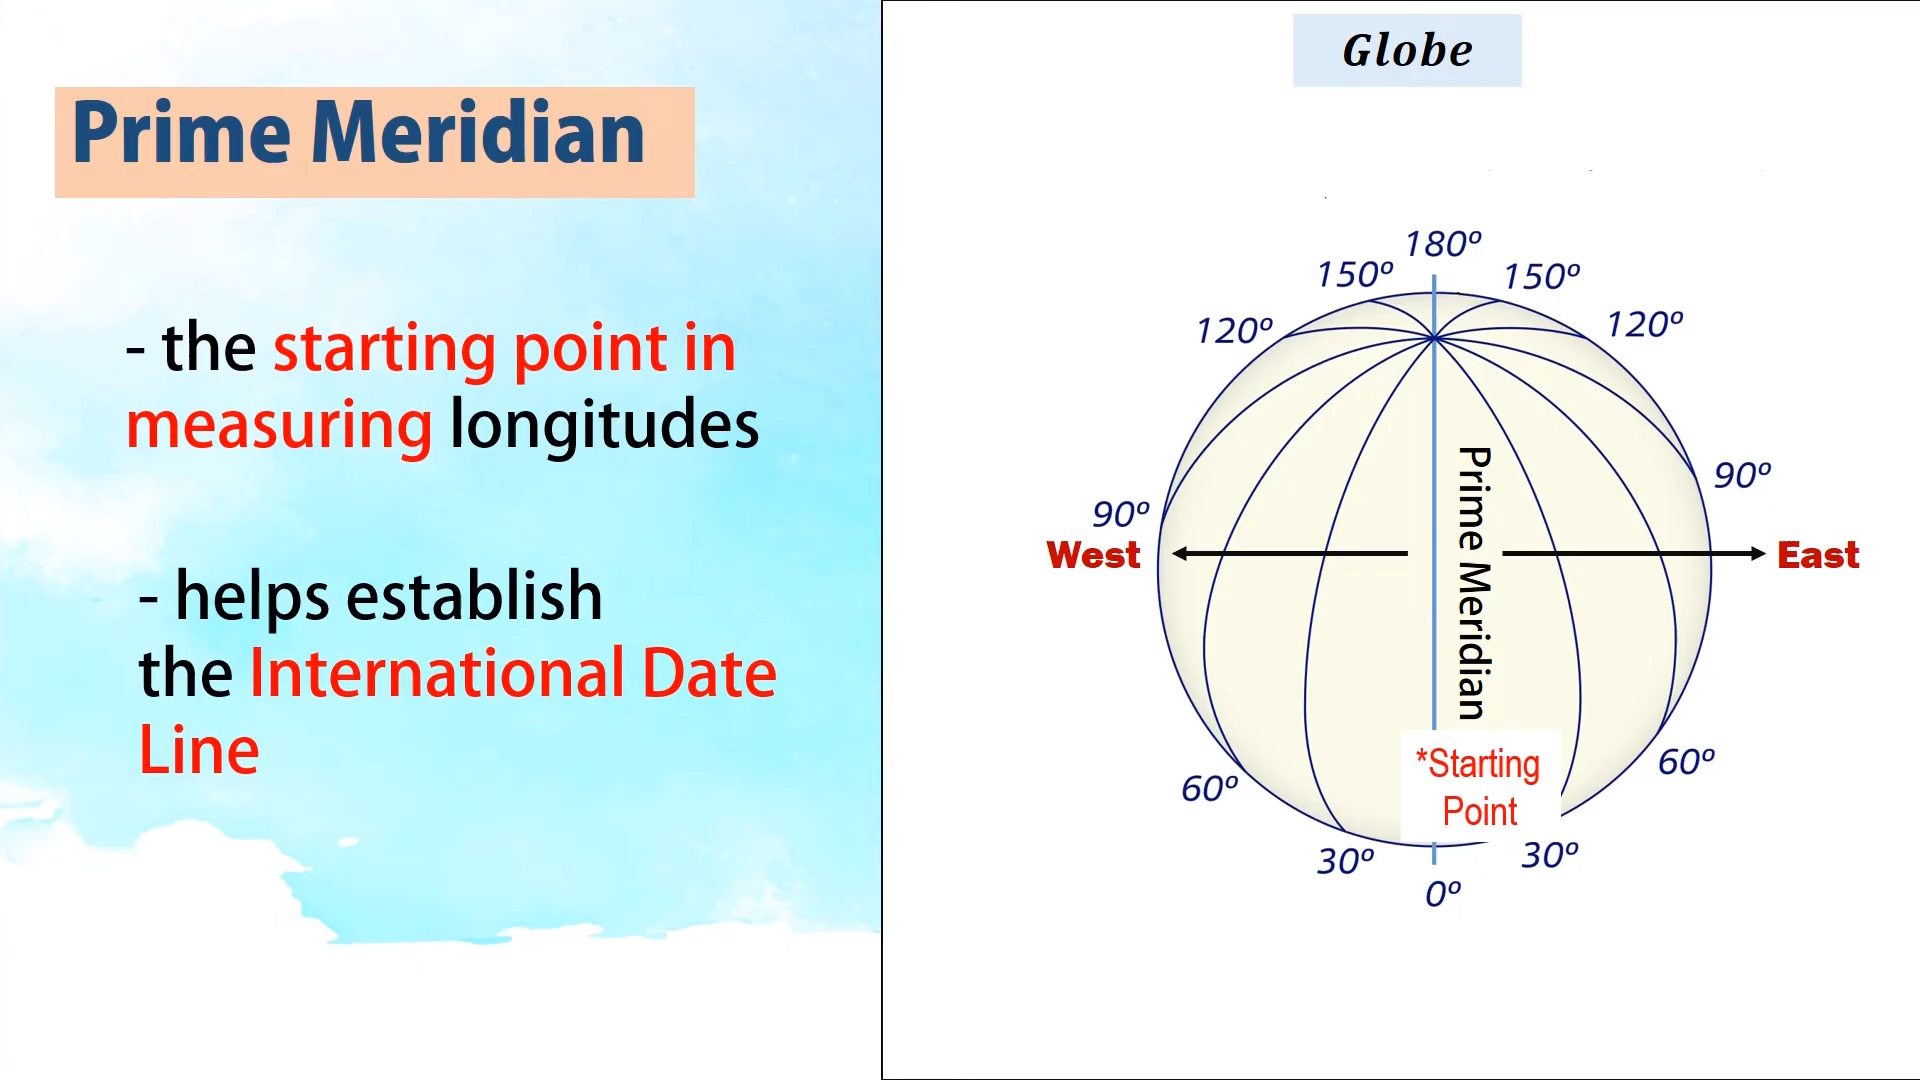 Prime Meridian
- the starting point in
measuring longitudes
- helps establish
the International Date
Line
Globe
180º
150º
150º
120º
120º
90º
90º
West
East
Prime Meridian
*Starting
Point
60º
60º
30º
30º
0º